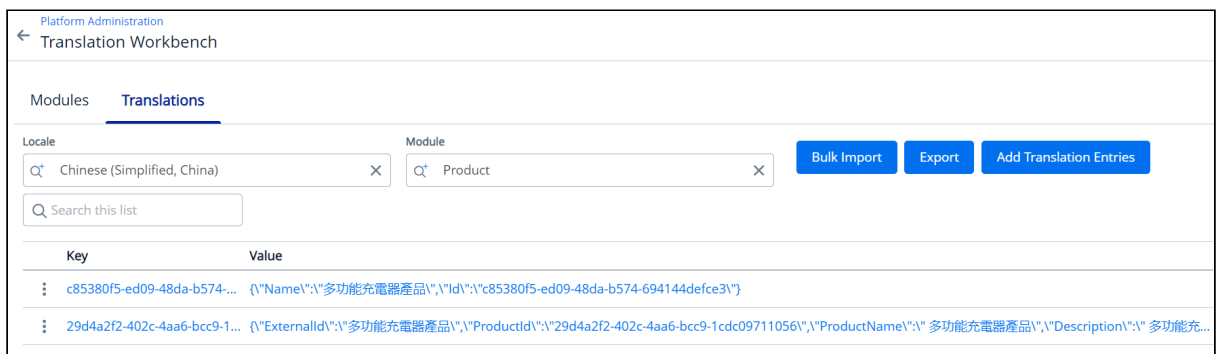 Platform Administration
Translation Workbench
Modules Translations
Locale Module
Chinese (Simplified, China) Product Bulk Import Export Add Translation Entries
Search this list
Key Value
c85380f5-ed09-48da-b574-... {\"Name\":\"多功能充電器產品\",\"Id\":\"c85380f5-ed09-48da-b574-694144defce3\"}
29d4a2f2-402c-4aa6-bcc9-1... {\"ExternalId\":\"多功能充電器產品\",\"ProductId\":\"29d4a2f2-402c-4aa6-bcc9-1cdc09711056\",\"ProductName\":\" 多功能充電器產品\",\"Description\":\" 多功能充...